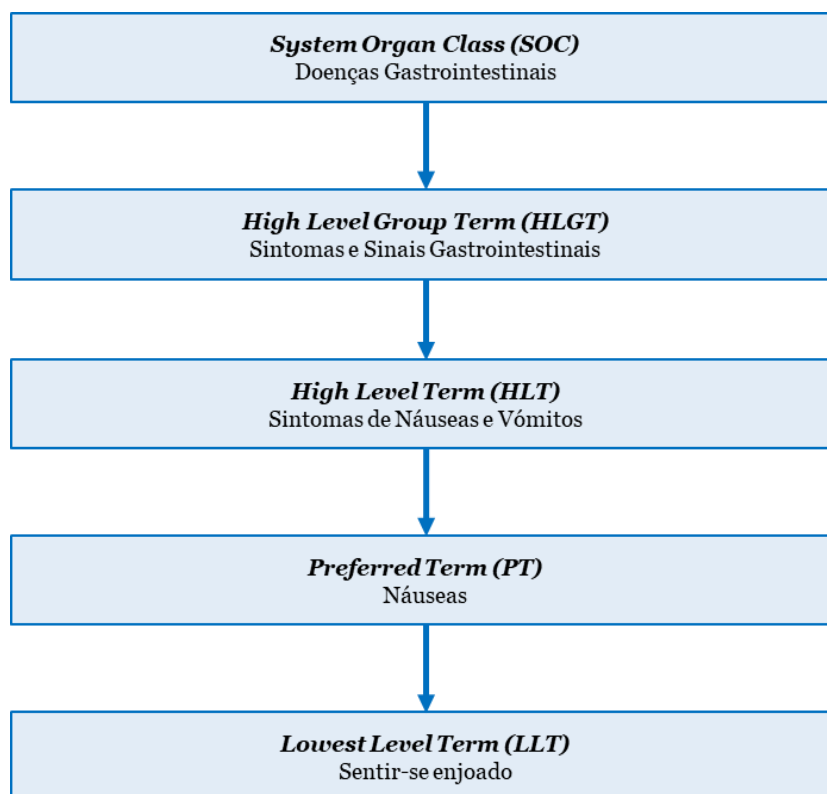 System Organ Class (SOC)
Doenças Gastrointestinais
High Level Group Term (HLGT)
Sintomas e Sinais Gastrointestinais
High Level Term (HLT)
Sintomas de Náuseas e Vómitos
Preferred Term (PT)
Náuseas
Lowest Level Term (LLT)
Sentir-se enjoado